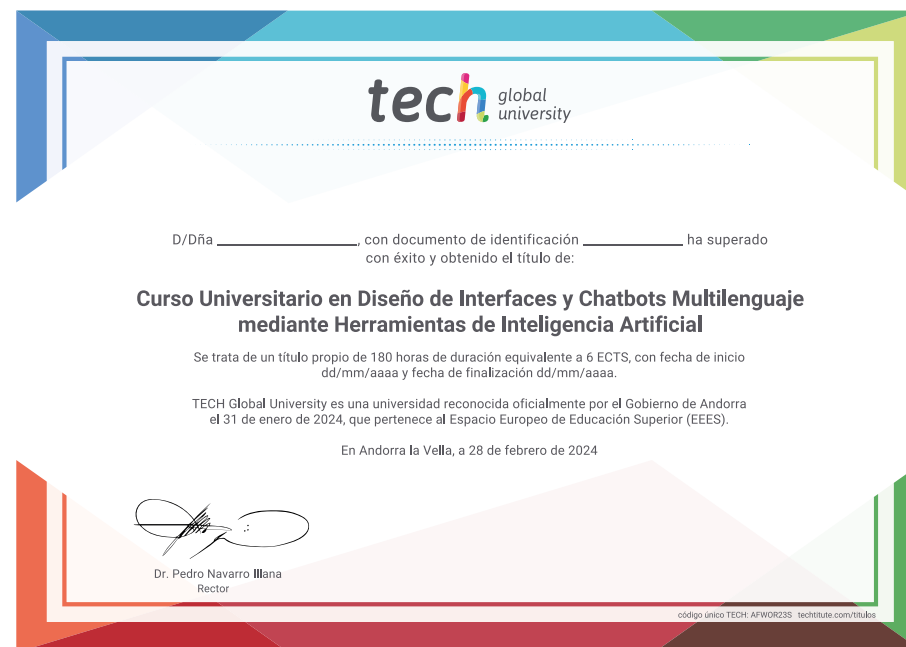 tech global
university
D/Dña ______________, con documento de identificación __________ ha superado
con éxito y obtenido el título de:
Curso Universitario en Diseño de Interfaces y Chatbots Multilenguaje
mediante Herramientas de Inteligencia Artificial
Se trata de un título propio de 180 horas de duración equivalente a 6 ECTS, con fecha de inicio
dd/mm/aaaa y fecha de finalización dd/mm/aaaa.
TECH Global University es una universidad reconocida oficialmente por el Gobierno de Andorra
el 31 de enero de 2024, que pertenece al Espacio Europeo de Educación Superior (EEES).
En Andorra la Vella, a 28 de febrero de 2024
Dr. Pedro Navarro Illana
Rector
código único TECH: AFWOR23S techtitute.com/titulos